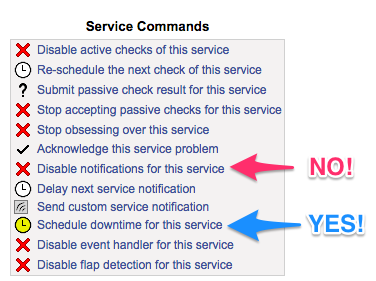 Service Commands
Disable active checks of this service
Re-schedule the next check of this service
Submit passive check result for this service
Stop accepting passive checks for this service
Stop obsessing over this service
Acknowledge this service problem
Disable notifications for this service NO!
Delay next service notification
Send custom service notification
Schedule downtime for this service YES!
Disable event handler for this service
Disable flap detection for this service